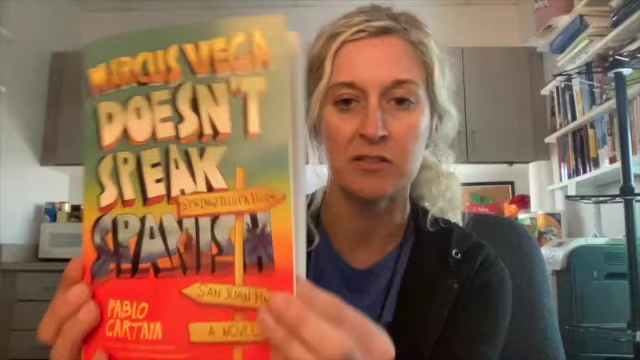 MARCUS VEGA
DOESN'T
SPEAK
SPANISH
SPRINGFIELD
SAN JUAN
A NOVEL
PABLO
CARTAYA